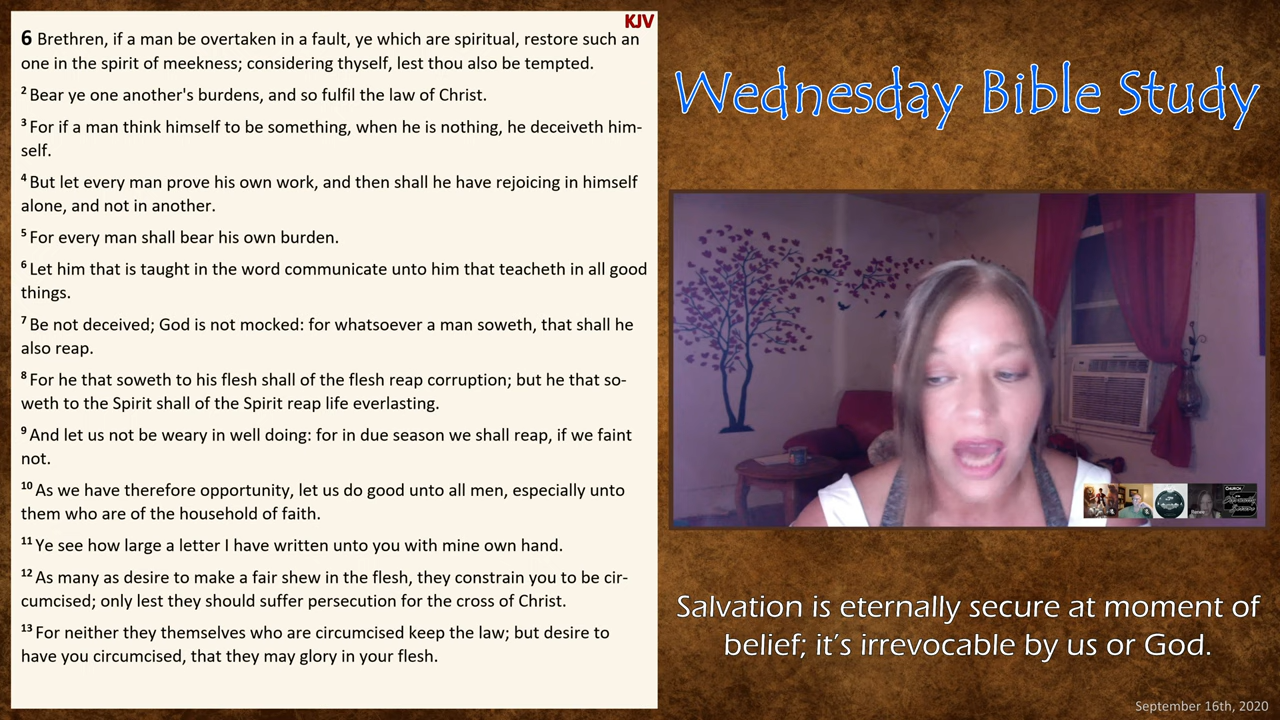 KJV
6 Brethren, if a man be overtaken in a fault, ye which are spiritual, restore such an
one in the spirit of meekness; considering thyself, lest thou also be tempted.
2 Bear ye one another's burdens, and so fulfil the law of Christ.
3 For if a man think himself to be something, when he is nothing, he deceiveth him-
self.
4 But let every man prove his own work, and then shall he have rejoicing in himself
alone, and not in another.
5 For every man shall bear his own burden.
6 Let him that is taught in the word communicate unto him that teacheth in all good
things.
7 Be not deceived; God is not mocked: for whatsoever a man soweth, that shall he
also reap.
8 For he that soweth to his flesh shall of the flesh reap corruption; but he that so-
weth to the Spirit shall of the Spirit reap life everlasting.
9 And let us not be weary in well doing: for in due season we shall reap, if we faint
not.
10 As we have therefore opportunity, let us do good unto all men, especially unto
them who are of the household of faith.
11 Ye see how large a letter I have written unto you with mine own hand.
12 As many as desire to make a fair shew in the flesh, they constrain you to be cir-
cumcised; only lest they should suffer persecution for the cross of Christ.
13 For neither they themselves who are circumcised keep the law; but desire to
have you circumcised, that they may glory in your flesh.
Wednesday Bible Study
CHURCH
Salvation is eternally secure at moment of
belief; it's irrevocable by us or God.
September 16th, 2020